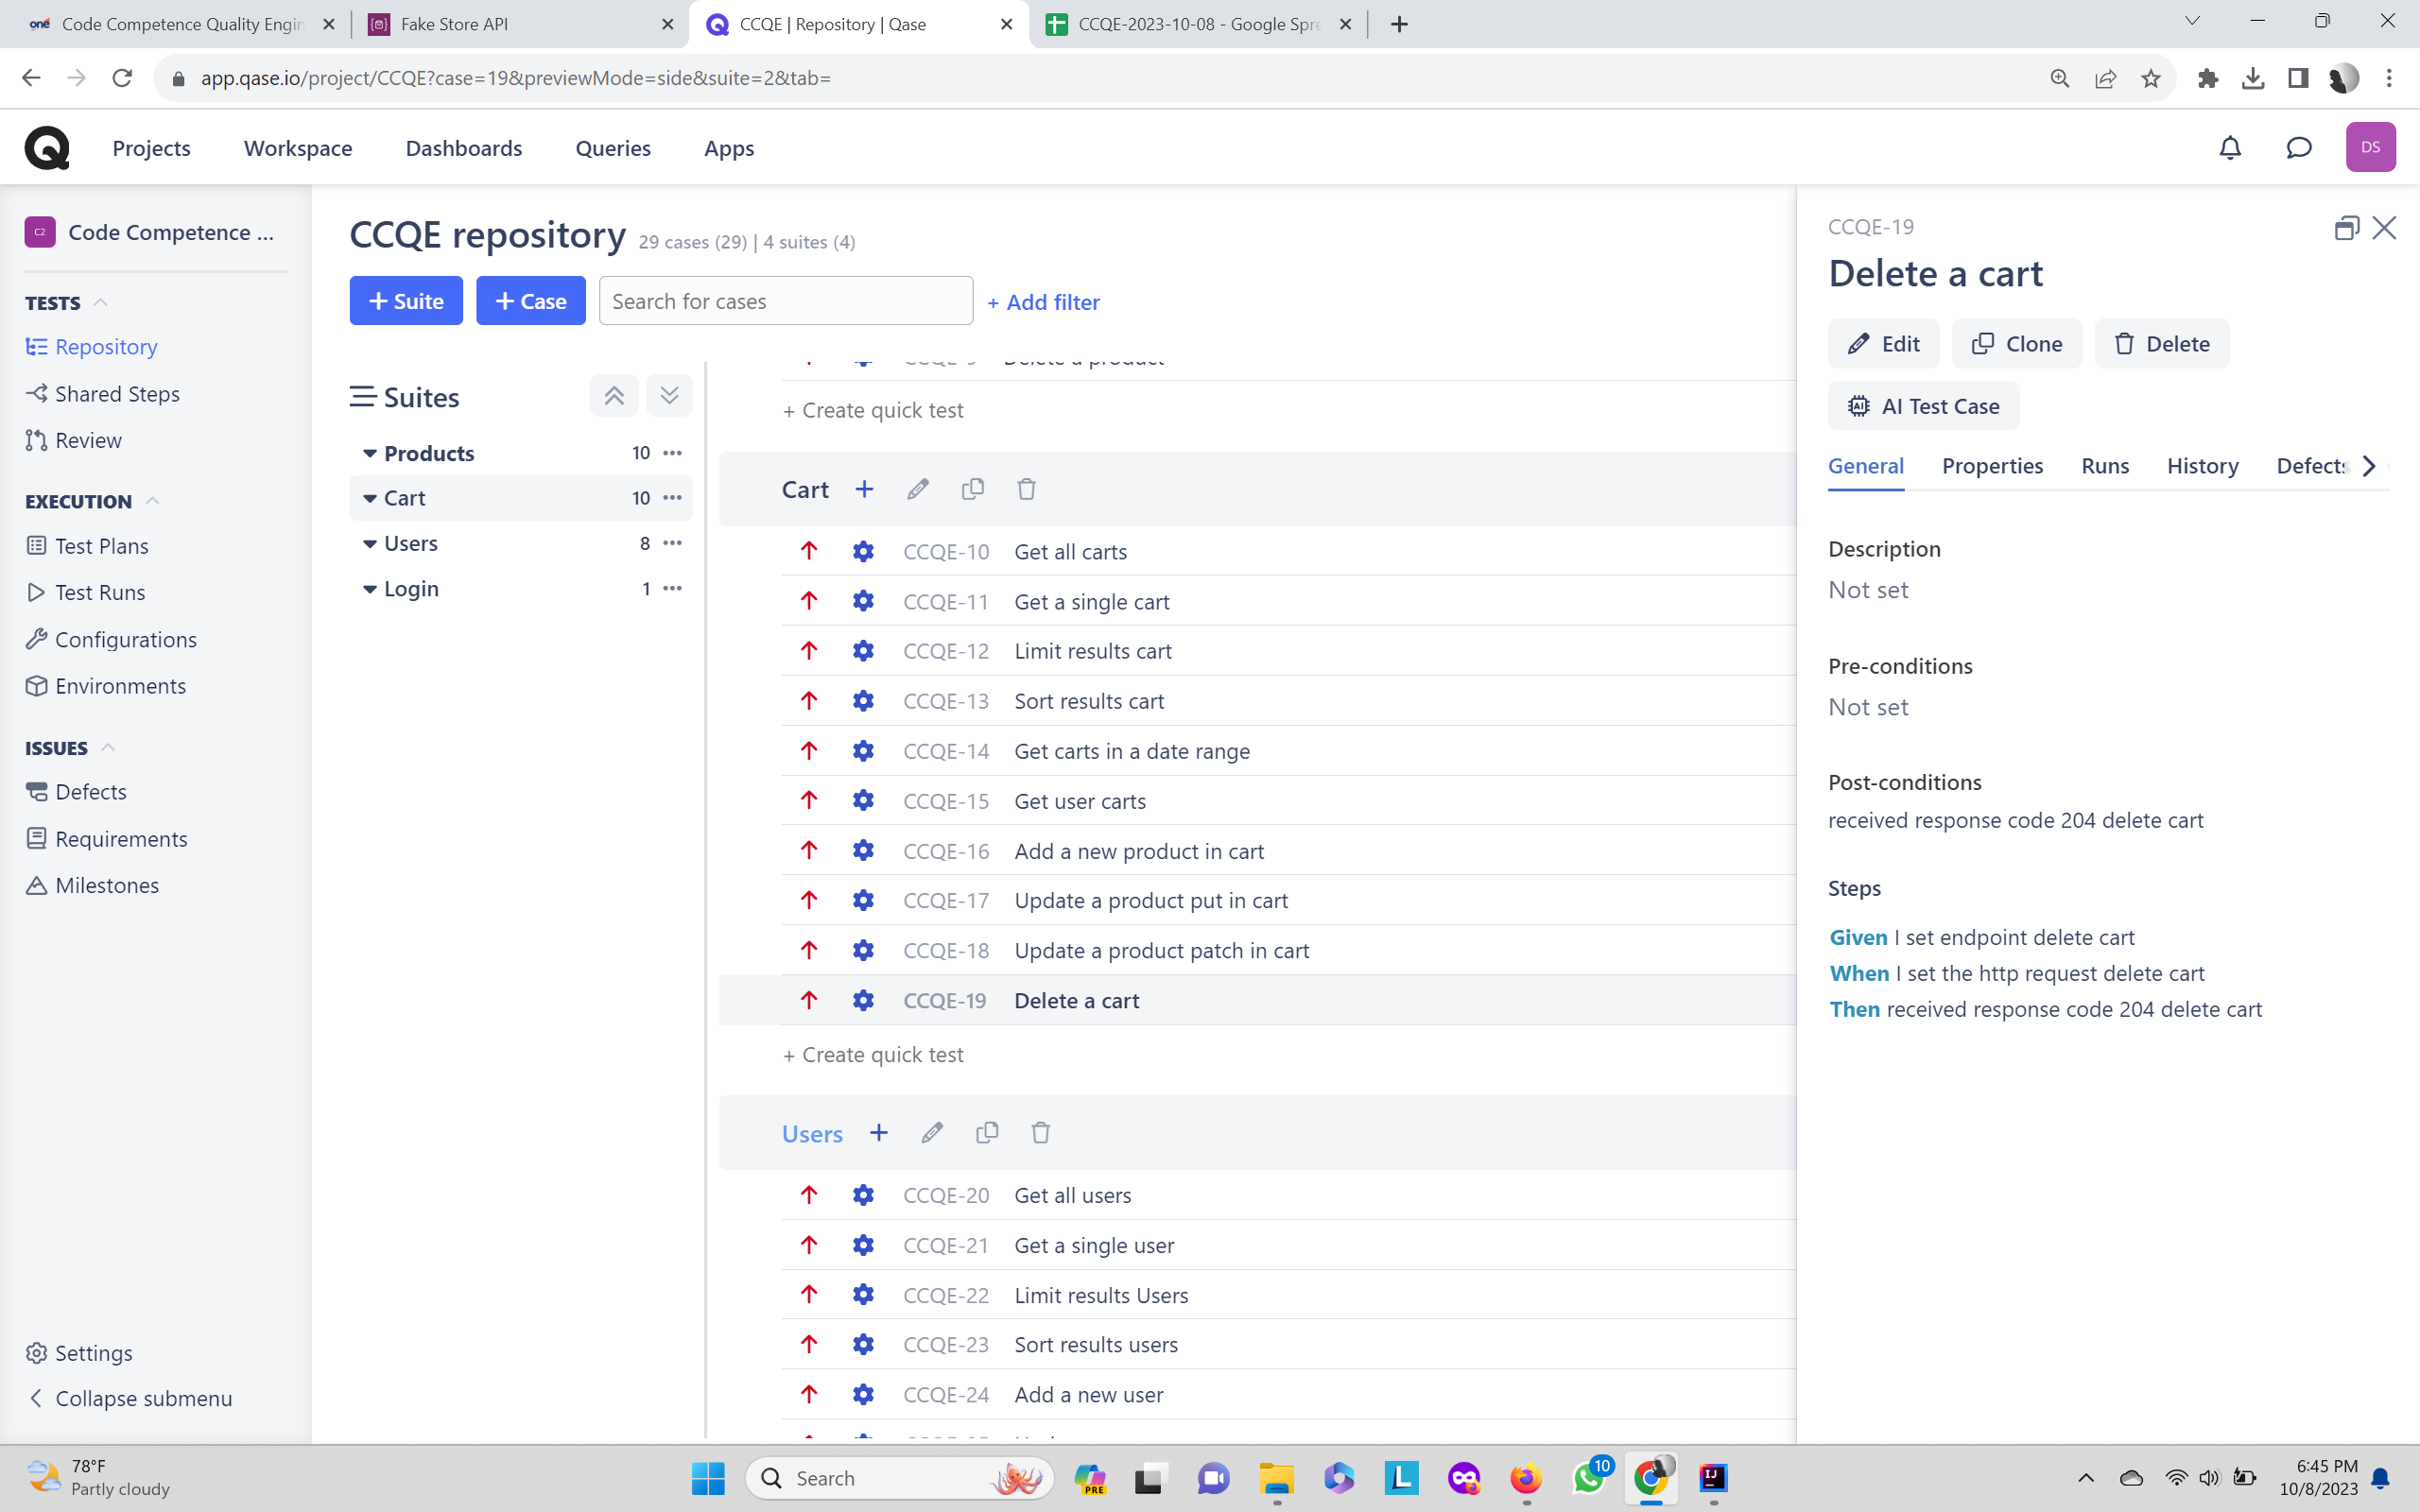 one Code Competence Quality Engin
Fake Store API
CCQE | Repository | Qase
CCQE-2023-10-08 - Google Spre
app.qase.io/project/CCQE?case=19&previewMode=side&suite=2&tab=
Projects
Workspace
Dashboards
Queries
Apps
DS
C2 Code Competence ...
TESTS
Repository
Shared Steps
Review
EXECUTION
Test Plans
Test Runs
Configurations
Environments
ISSUES
Defects
Requirements
Milestones
Settings
Collapse submenu
CCQE repository 29 cases (29) | 4 suites (4)
+ Suite
+ Case
Search for cases
+ Add filter
Suites
Products 10
Cart 10
Users 8
Login 1
Delete a product
+ Create quick test
Cart
CCQE-10 Get all carts
CCQE-11 Get a single cart
CCQE-12 Limit results cart
CCQE-13 Sort results cart
CCQE-14 Get carts in a date range
CCQE-15 Get user carts
CCQE-16 Add a new product in cart
CCQE-17 Update a product put in cart
CCQE-18 Update a product patch in cart
CCQE-19 Delete a cart
+ Create quick test
Users
CCQE-20 Get all users
CCQE-21 Get a single user
CCQE-22 Limit results Users
CCQE-23 Sort results users
CCQE-24 Add a new user
CCQE-19
Delete a cart
Edit
Clone
Delete
AI AI Test Case
General
Properties
Runs
History
Defects
Description
Not set
Pre-conditions
Not set
Post-conditions
received response code 204 delete cart
Steps
Given I set endpoint delete cart
When I set the http request delete cart
Then received response code 204 delete cart
78°F
Partly cloudy
Search
PRE
L
10
IJ
6:45 PM
10/8/2023